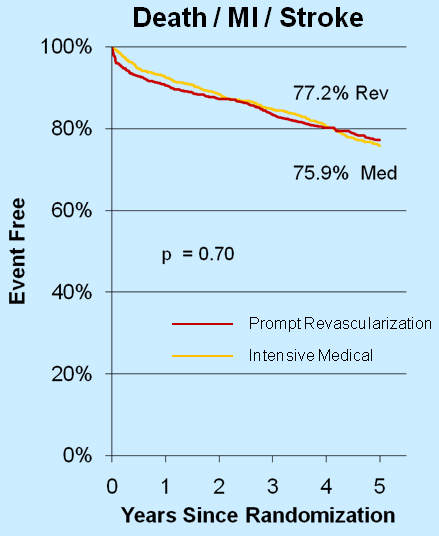 Death / MI / Stroke
100%
80%
60%
40%
20%
0%
Event Free
77.2% Rev
75.9% Med
p = 0.70
Prompt Revascularization
Intensive Medical
0 1 2 3 4 5
Years Since Randomization